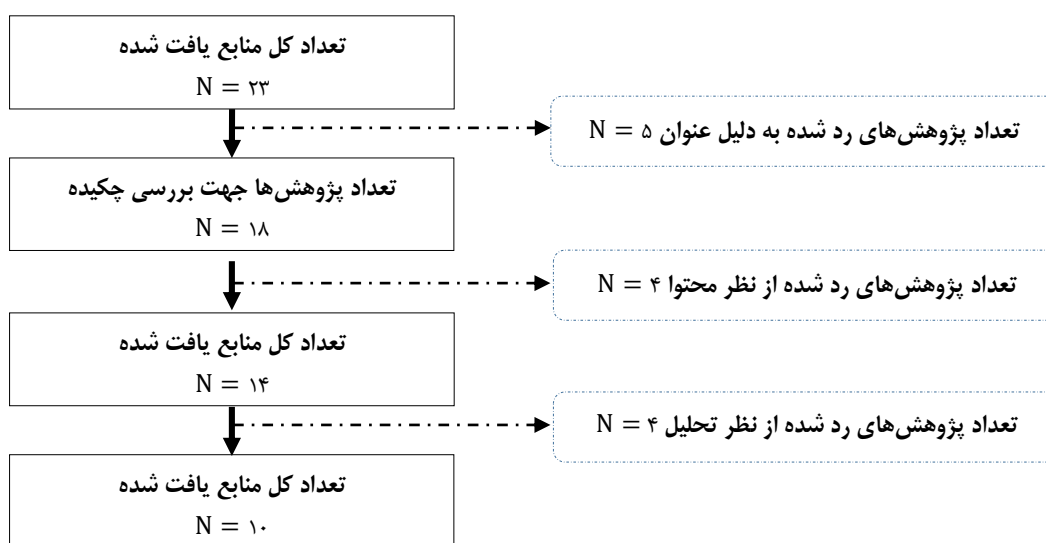 تعداد کل منابع یافت شده
N = ۲۳
تعداد پژوهش‌های رد شده به دلیل عنوان N = ۵
تعداد پژوهش‌ها جهت بررسی چکیده
N = ۱۸
تعداد پژوهش‌های رد شده از نظر محتوا N = ۴
تعداد کل منابع یافت شده
N = ۱۴
تعداد پژوهش‌های رد شده از نظر تحلیل N = ۴
تعداد کل منابع یافت شده
N = ۱۰